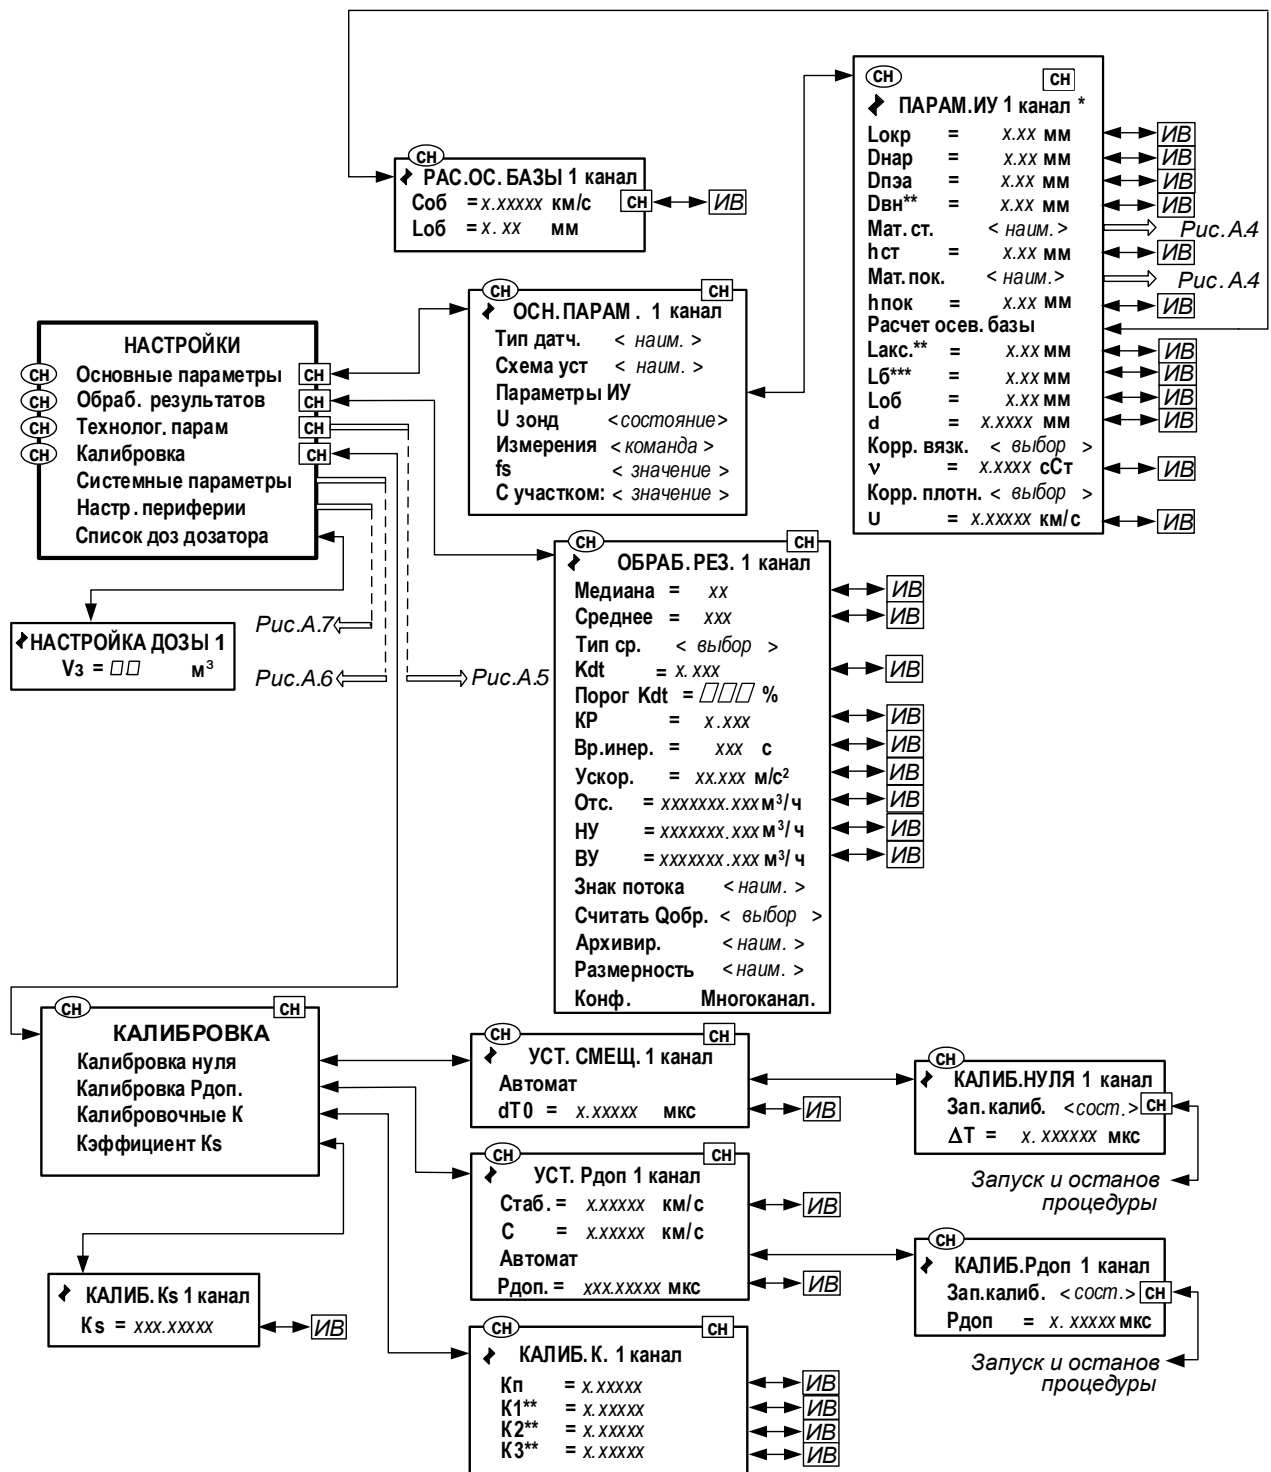 СН
РАС.ОС. БАЗЫ 1 канал
Соб = x.xxxxx км/с СН ИВ
Lоб = x. xx мм
СН СН
ПАРАМ.ИУ 1 канал *
Lокр = x.xx мм ИВ
Dнар = x.xx мм ИВ
Dпэа = x.xx мм ИВ
Dвн** = x.xx мм ИВ
Мат. ст. < наим. > Рис. А.4
hст = x.xx мм ИВ
Мат. пок. < наим.> Рис. А.4
hпок = x.xx мм ИВ
Расчет осев. базы
Lакс.** = x.xx мм ИВ
Lб*** = x.xx мм ИВ
Lоб = x.xx мм ИВ
d = x.xxxx мм ИВ
Корр. вязк. < выбор >
ν = x.xxxx сСт ИВ
Корр. плотн. < выбор >
U = x.xxxxx км/с ИВ
СН СН
ОСН. ПАРАМ . 1 канал
Тип датч. < наим. >
Схема уст < наим. >
Параметры ИУ
U зонд <состояние>
Измерения < команда >
fs < значение >
С участком: < значение >
НАСТРОЙКИ
СН Основные параметры СН
СН Обраб. результатов СН
СН Технолог. парам СН
СН Калибровка СН
Системные параметры
Настр. периферии
Список доз дозатора
НАСТРОЙКА ДОЗЫ 1
Vз = □□ м³
Рис.А.7
Рис.А.6
Рис.А.5
СН СН
ОБРАБ. РЕЗ. 1 канал
Медиана = xx ИВ
Среднее = xxx ИВ
Тип ср. < выбор >
Kdt = x. xxx ИВ
Порог Kdt = □□□ %
КР = x.xxx ИВ
Вр.инер. = xxx с ИВ
Ускор. = xx.xxx м/с² ИВ
Отс. = xxxxxxx.xxx м³/ ч ИВ
НУ = xxxxxxx.xxx м³/ ч ИВ
ВУ = xxxxxxx.xxx м³/ ч ИВ
Знак потока < наим. >
Считать Qобр. < выбор >
Архивир. < наим. >
Размерность < наим. >
Конф. Многоканал.
СН СН
КАЛИБРОВКА
Калибровка нуля
Калибровка Рдоп.
Калибровочные К
Кэффициент Ks
СН СН
УСТ. СМЕЩ. 1 канал
Автомат
dT0 = x.xxxxx мкс ИВ
СН
КАЛИБ.НУЛЯ 1 канал
Зап. калиб. <сост.> СН
ΔT = x. xxxxxx мкс
Запуск и останов
процедуры
СН СН
УСТ. Рдоп 1 канал
Стаб. = x.xxxxx км/с ИВ
С = x.xxxxx км/с
Автомат
Рдоп. = xxx.xxxxx мкс ИВ
СН
КАЛИБ.Рдоп 1 канал
Зап.калиб. <сост.> СН
Рдоп = x. xxxxx мкс
Запуск и останов
процедуры
КАЛИБ. Ks 1 канал
Ks = xxx.xxxxx ИВ
СН СН
КАЛИБ. К. 1 канал
Кп = x. xxxxx ИВ
К1** = x. xxxxx ИВ
К2** = x. xxxxx ИВ
К3** = x. xxxxx ИВ